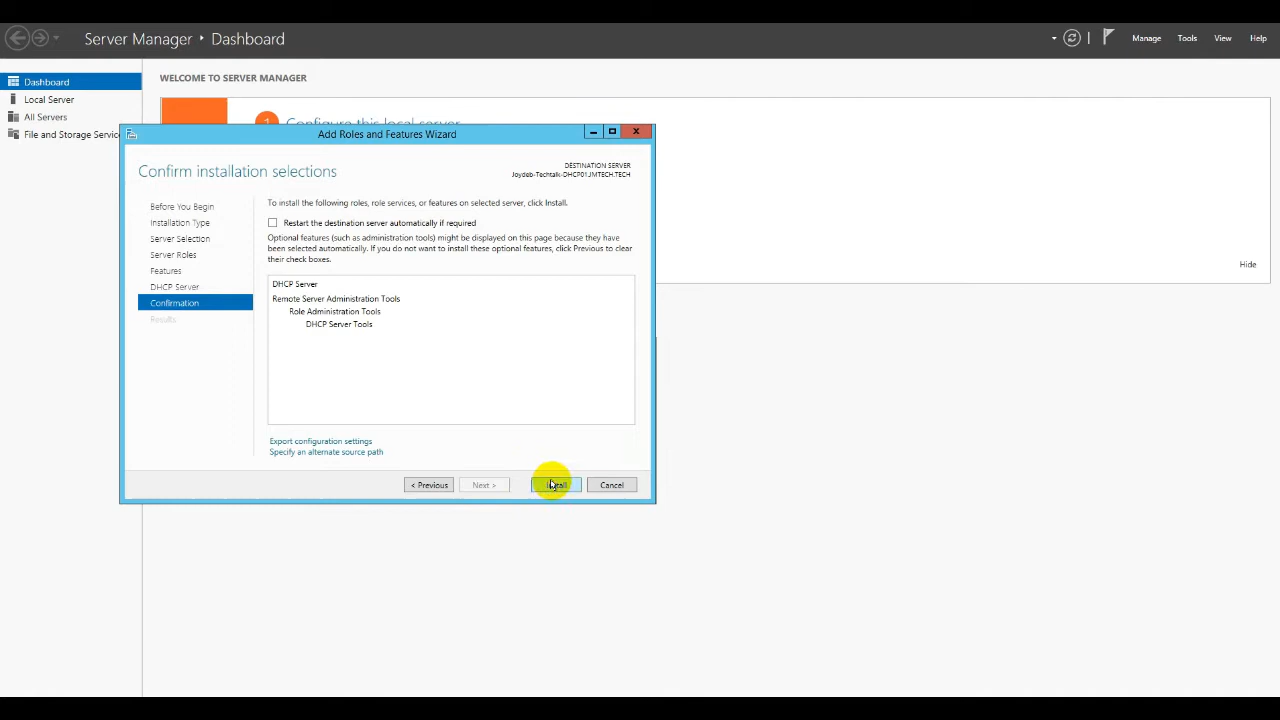 Server Manager • Dashboard
Manage Tools View Help
Dashboard
Local Server
All Servers
File and Storage Servic
WELCOME TO SERVER MANAGER
1 Configure this local server
Hide
Add Roles and Features Wizard
Confirm installation selections
DESTINATION SERVER
Joydeb-Techtalk-DHCP01.JMTECH.TECH
Before You Begin
Installation Type
Server Selection
Server Roles
Features
DHCP Server
Confirmation
Results
To install the following roles, role services, or features on selected server, click Install.
Restart the destination server automatically if required
Optional features (such as administration tools) might be displayed on this page because they have
been selected automatically. If you do not want to install these optional features, click Previous to clear
their check boxes.
DHCP Server
Remote Server Administration Tools
Role Administration Tools
DHCP Server Tools
Export configuration settings
Specify an alternate source path
< Previous Next > Install Cancel